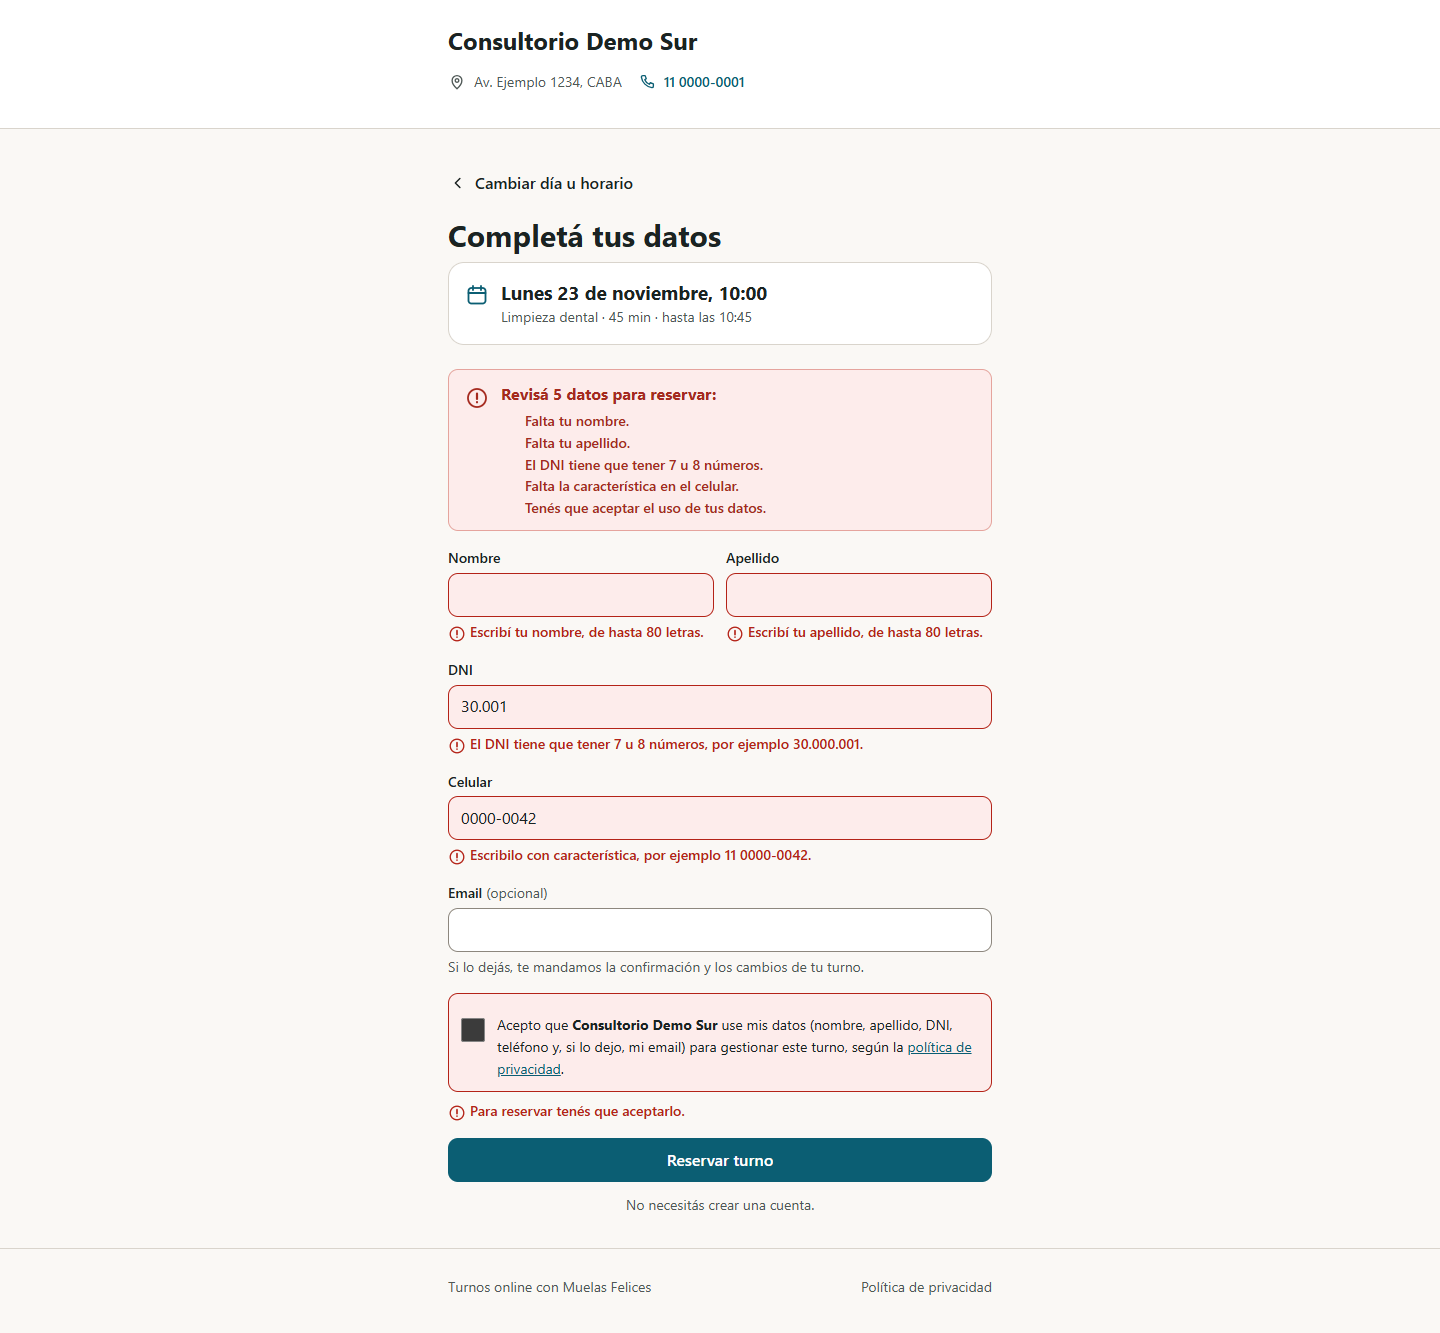 Consultorio Demo Sur
Av. Ejemplo 1234, CABA 11 0000-0001
Cambiar día u horario
Completá tus datos
Lunes 23 de noviembre, 10:00
Limpieza dental · 45 min · hasta las 10:45
Revisá 5 datos para reservar:
Falta tu nombre.
Falta tu apellido.
El DNI tiene que tener 7 u 8 números.
Falta la característica en el celular.
Tenés que aceptar el uso de tus datos.
Nombre Apellido
Escribí tu nombre, de hasta 80 letras. Escribí tu apellido, de hasta 80 letras.
DNI
30.001
El DNI tiene que tener 7 u 8 números, por ejemplo 30.000.001.
Celular
0000-0042
Escribilo con característica, por ejemplo 11 0000-0042.
Email (opcional)
Si lo dejás, te mandamos la confirmación y los cambios de tu turno.
Acepto que Consultorio Demo Sur use mis datos (nombre, apellido, DNI,
teléfono y, si lo dejo, mi email) para gestionar este turno, según la política de
privacidad.
Para reservar tenés que aceptarlo.
Reservar turno
No necesitás crear una cuenta.
Turnos online con Muelas Felices Política de privacidad